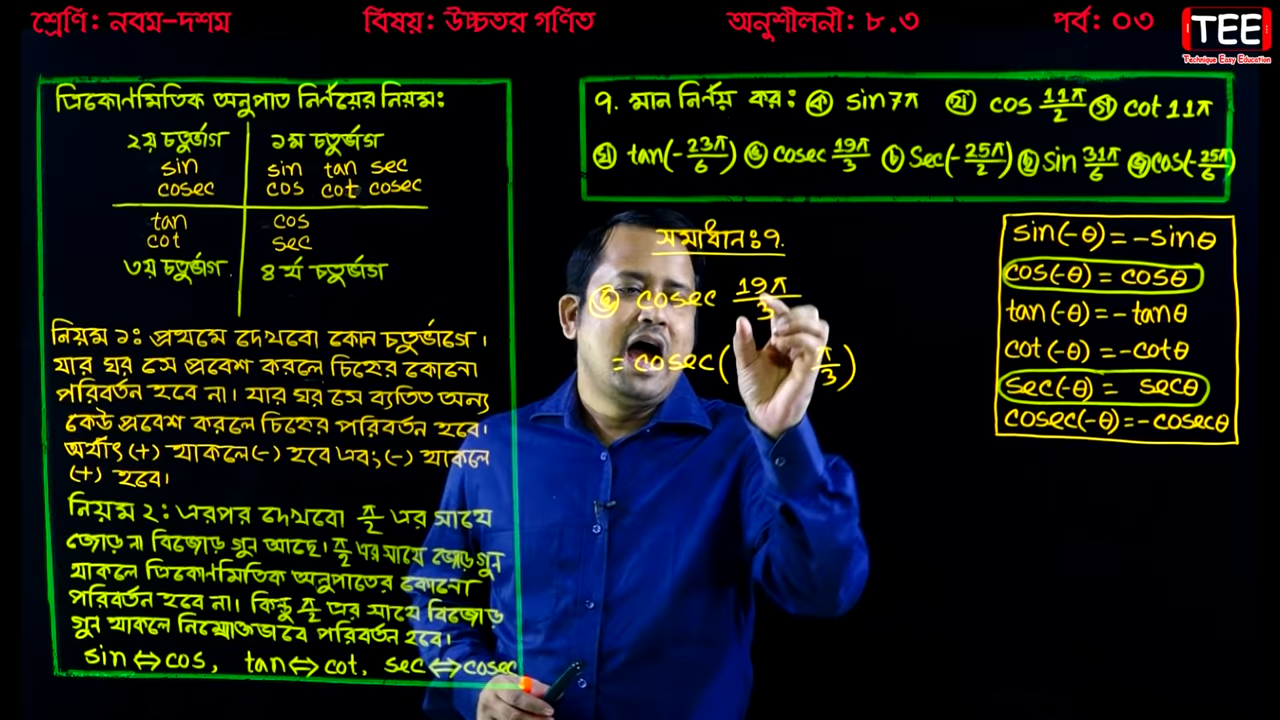 শ্রেণি: নবম-দশম বিষয়: উচ্চতর গণিত অনুশীলনী: ৮.৩ পর্ব: ০৩
TEE
Technique Easy Education
ত্রিকোণমিতিক অনুপাত নির্ণয়ের নিয়ম:
২য় চতুর্ভাগ ১ম চতুর্ভাগ
sin sin tan sec
cosec cos cot cosec
tan cos
cot sec
৩য় চতুর্ভাগ. ৪র্থ চতুর্ভাগ
নিয়ম ১: প্রথমে দেখবো কোন চতুর্ভাগে।
যার ঘর সে প্রবেশ করলে চিহ্নের কোনো
পরিবর্তন হবে না। যার ঘর সে ব্যতিত অন্য
কেউ প্রবেশ করলে চিহ্নের পরিবর্তন হবে।
অর্থাৎ (+) থাকলে (-) হবে এবং (-) থাকলে
(+) হবে।
নিয়ম ২: এরপর দেখবো π/2 এর সাথে
জোড় না বিজোড় গুন আছে। π/2 এর সাথে জোড় গুন
থাকলে ত্রিকোণমিতিক অনুপাতের কোনো
পরিবর্তন হবে না। কিন্তু π/2 এর সাথে বিজোড়
গুন থাকলে নিম্মোক্তভাবে পরিবর্তন হবে।
sin⇔cos, tan⇔cot, sec⇔cosec
৭. মান নির্ণয় কর: ক sin7π খ cos 11π/2 গ cot11π
ঘ tan(-23π/6) ঙ cosec 19π/3 চ Sec(-25π/2) ছ sin 31π/6 জ cos(-25π/6)
সমাধান: ৭.
ঙ cosec 19π/3
= cosec( π/3)
sin(-θ)=-sinθ
cos(-θ)=cosθ
tan(-θ)=-tanθ
cot(-θ)=-cotθ
sec(-θ)= secθ
cosec(-θ)=-cosecθ